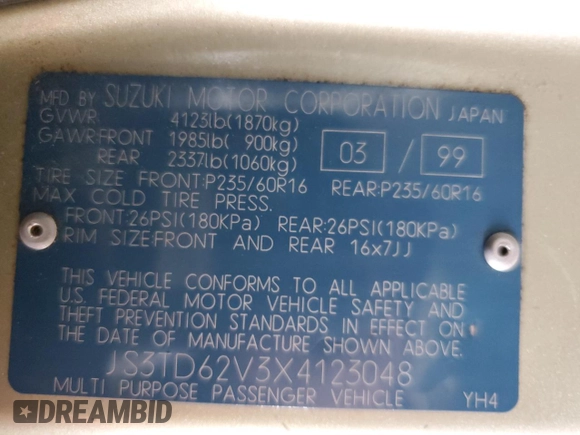 MFD BY SUZUKI MOTOR CORPORATION JAPAN
GVWR 4123lb(1870kg)
GAWR:FRONT 1985lb( 900kg)
REAR 2337lb(1060kg)
03 / 99
TIRE SIZE FRONT:P235/60R16 REAR:P235/60R16
MAX COLD TIRE PRESS.
FRONT:26PSI(180KPa) REAR:26PSI(180KPa)
RIM SIZE:FRONT AND REAR 16x7JJ
THIS VEHICLE CONFORMS TO ALL APPLICABLE
U.S. FEDERAL MOTOR VEHICLE SAFETY AND
THEFT PREVENTION STANDARDS IN EFFECT ON
THE DATE OF MANUFACTURE SHOWN ABOVE.
JS3TD62V3X4123048
MULTI PURPOSE PASSENGER VEHICLE YH4
DREAMBID